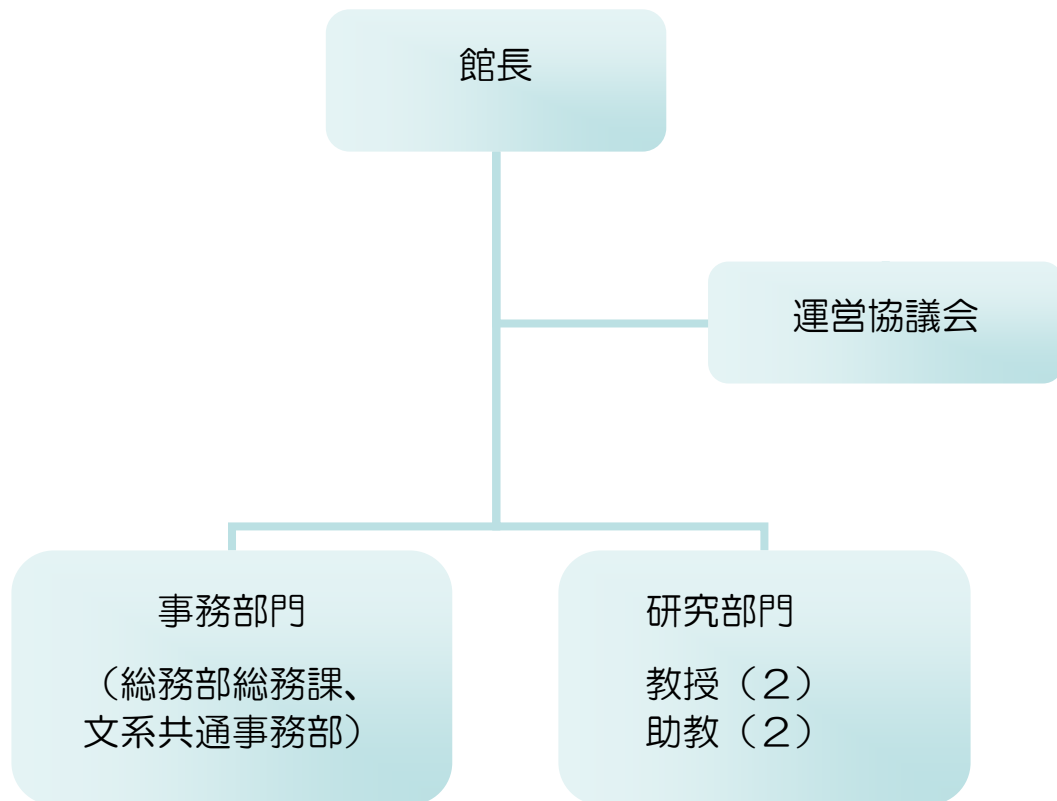 館長
運営協議会
事務部門
（総務部総務課、
文系共通事務部）
研究部門
教授（２）
助教（２）